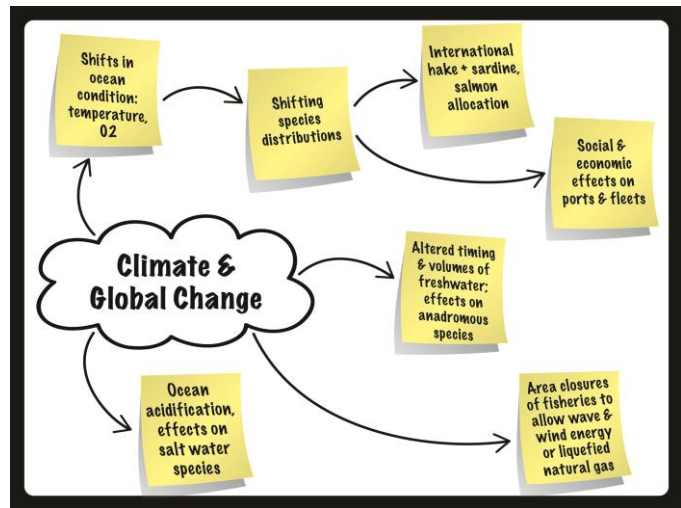 Shifts in
ocean
condition:
temperature,
02
Shifting
species
distributions
International
hake + sardine,
salmon
allocation
Social &
economic
effects on
ports & fleets
Climate &
Global Change
Altered timing
& volumes of
freshwater;
effects on
anadromous
species
Ocean
acidification,
effects on
salt water
species
Area closures
of fisheries to
allow wave &
wind energy
or liquefied
natural gas